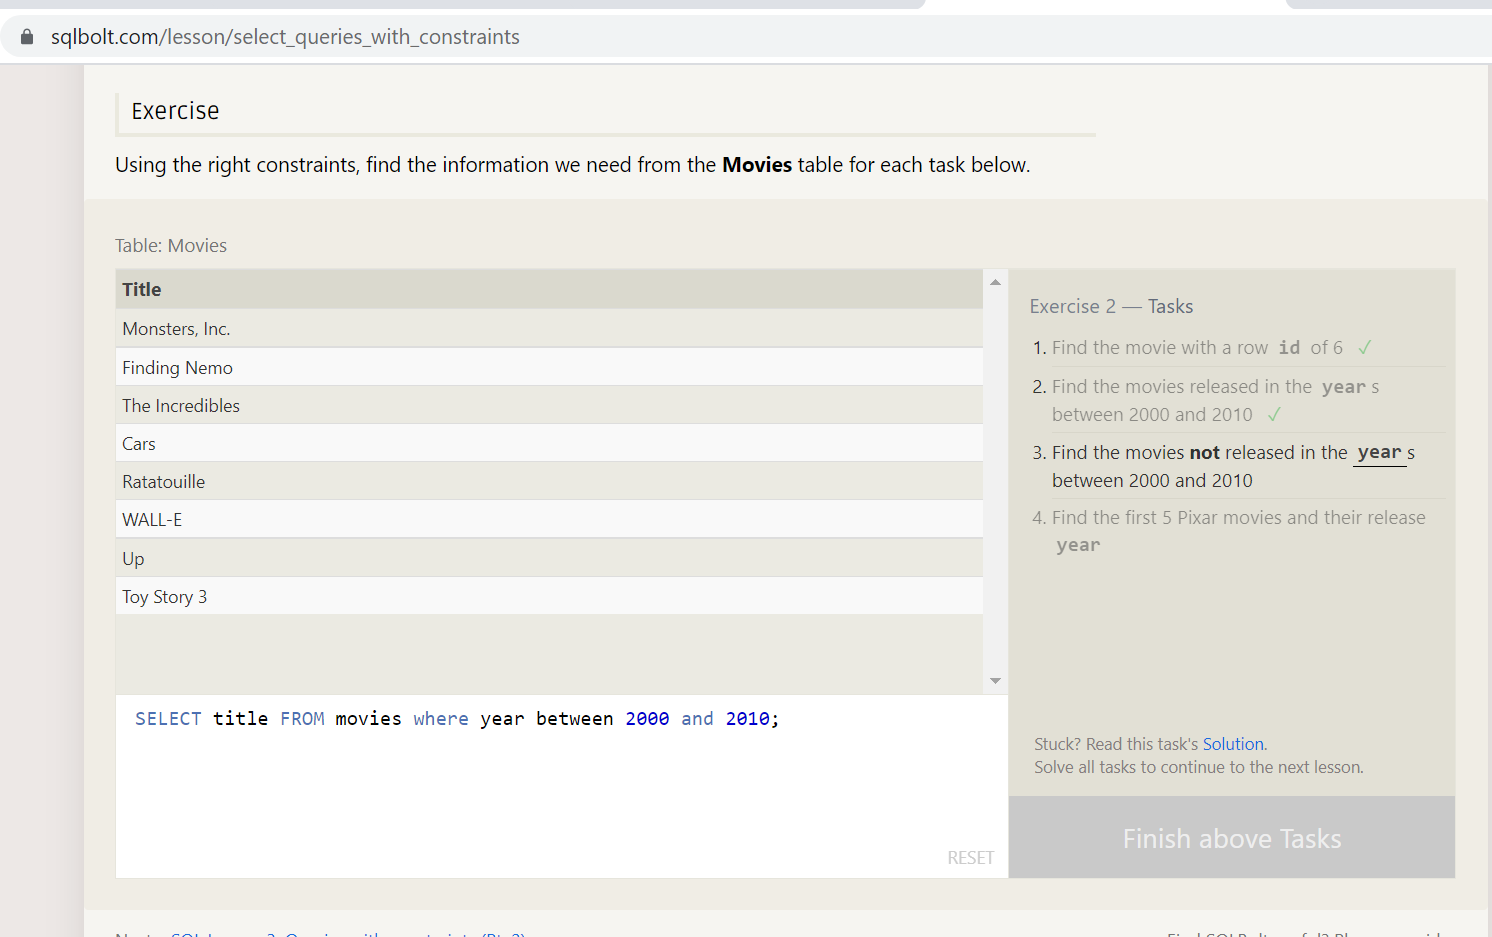 sqlbolt.com/lesson/select_queries_with_constraints
Exercise
Using the right constraints, find the information we need from the Movies table for each task below.
Table: Movies
Title
Monsters, Inc.
Finding Nemo
The Incredibles
Cars
Ratatouille
WALL-E
Up
Toy Story 3
SELECT title FROM movies where year between 2000 and 2010;
RESET
Exercise 2 — Tasks
1. Find the movie with a row id of 6 ✓
2. Find the movies released in the year s
between 2000 and 2010 ✓
3. Find the movies not released in the year s
between 2000 and 2010
4. Find the first 5 Pixar movies and their release
year
Stuck? Read this task's Solution.
Solve all tasks to continue to the next lesson.
Finish above Tasks